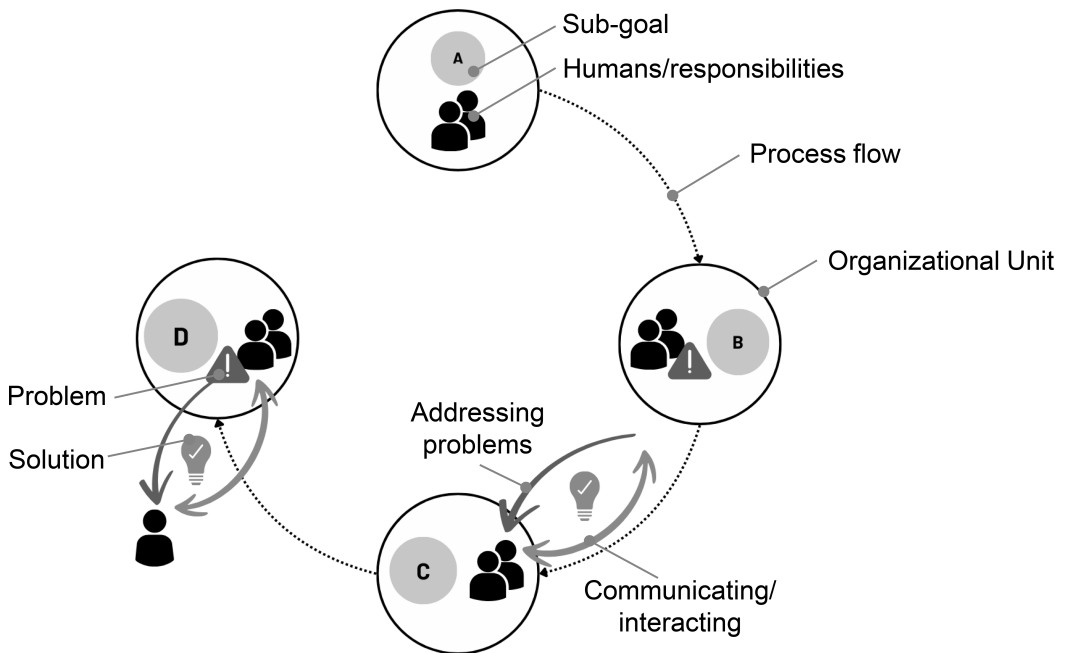 Sub-goal
A
Humans/responsibilities
Process flow
Organizational Unit
D
!
B
!
Problem
Addressing
problems
Solution
C
Communicating/
interacting